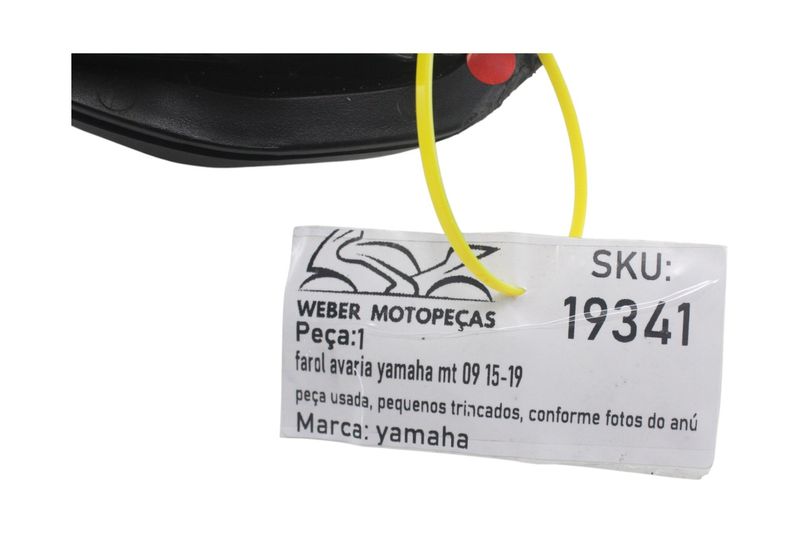 SKU:
19341
WEBER MOTOPEÇAS
Peça:1
farol avaria yamaha mt 09 15-19
peça usada, pequenos trincados, conforme fotos do anú
Marca: yamaha